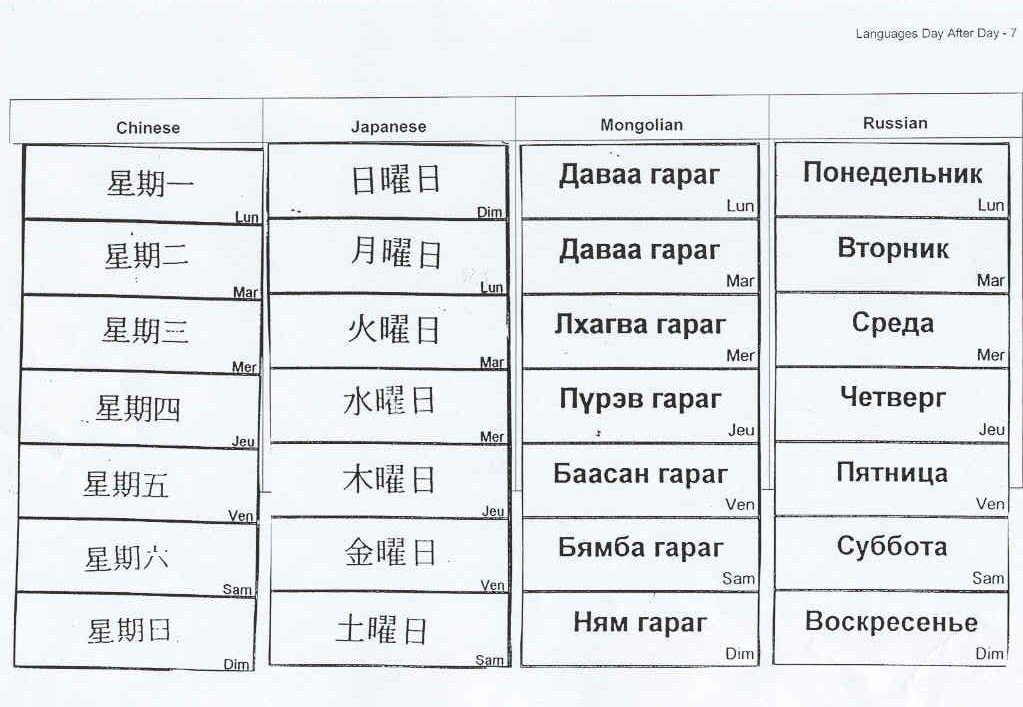 Languages Day After Day - 7
Chinese Japanese Mongolian Russian
星期一 日曜日 Даваа гараг Понедельник
Lun Dim Lun Lun
星期二 月曜日 Даваа гараг Вторник
Mar Lun Mar Mar
星期三 火曜日 Лхагва гараг Среда
Mer Mar Mer Mer
星期四 水曜日 Пүрэв гараг Четверг
Jeu Mer Jeu Jeu
星期五 木曜日 Баасан гараг Пятница
Ven Jeu Ven Ven
星期六 金曜日 Бямба гараг Суббота
Sam Ven Sam Sam
星期日 土曜日 Ням гараг Воскресенье
Dim Sam Dim Dim